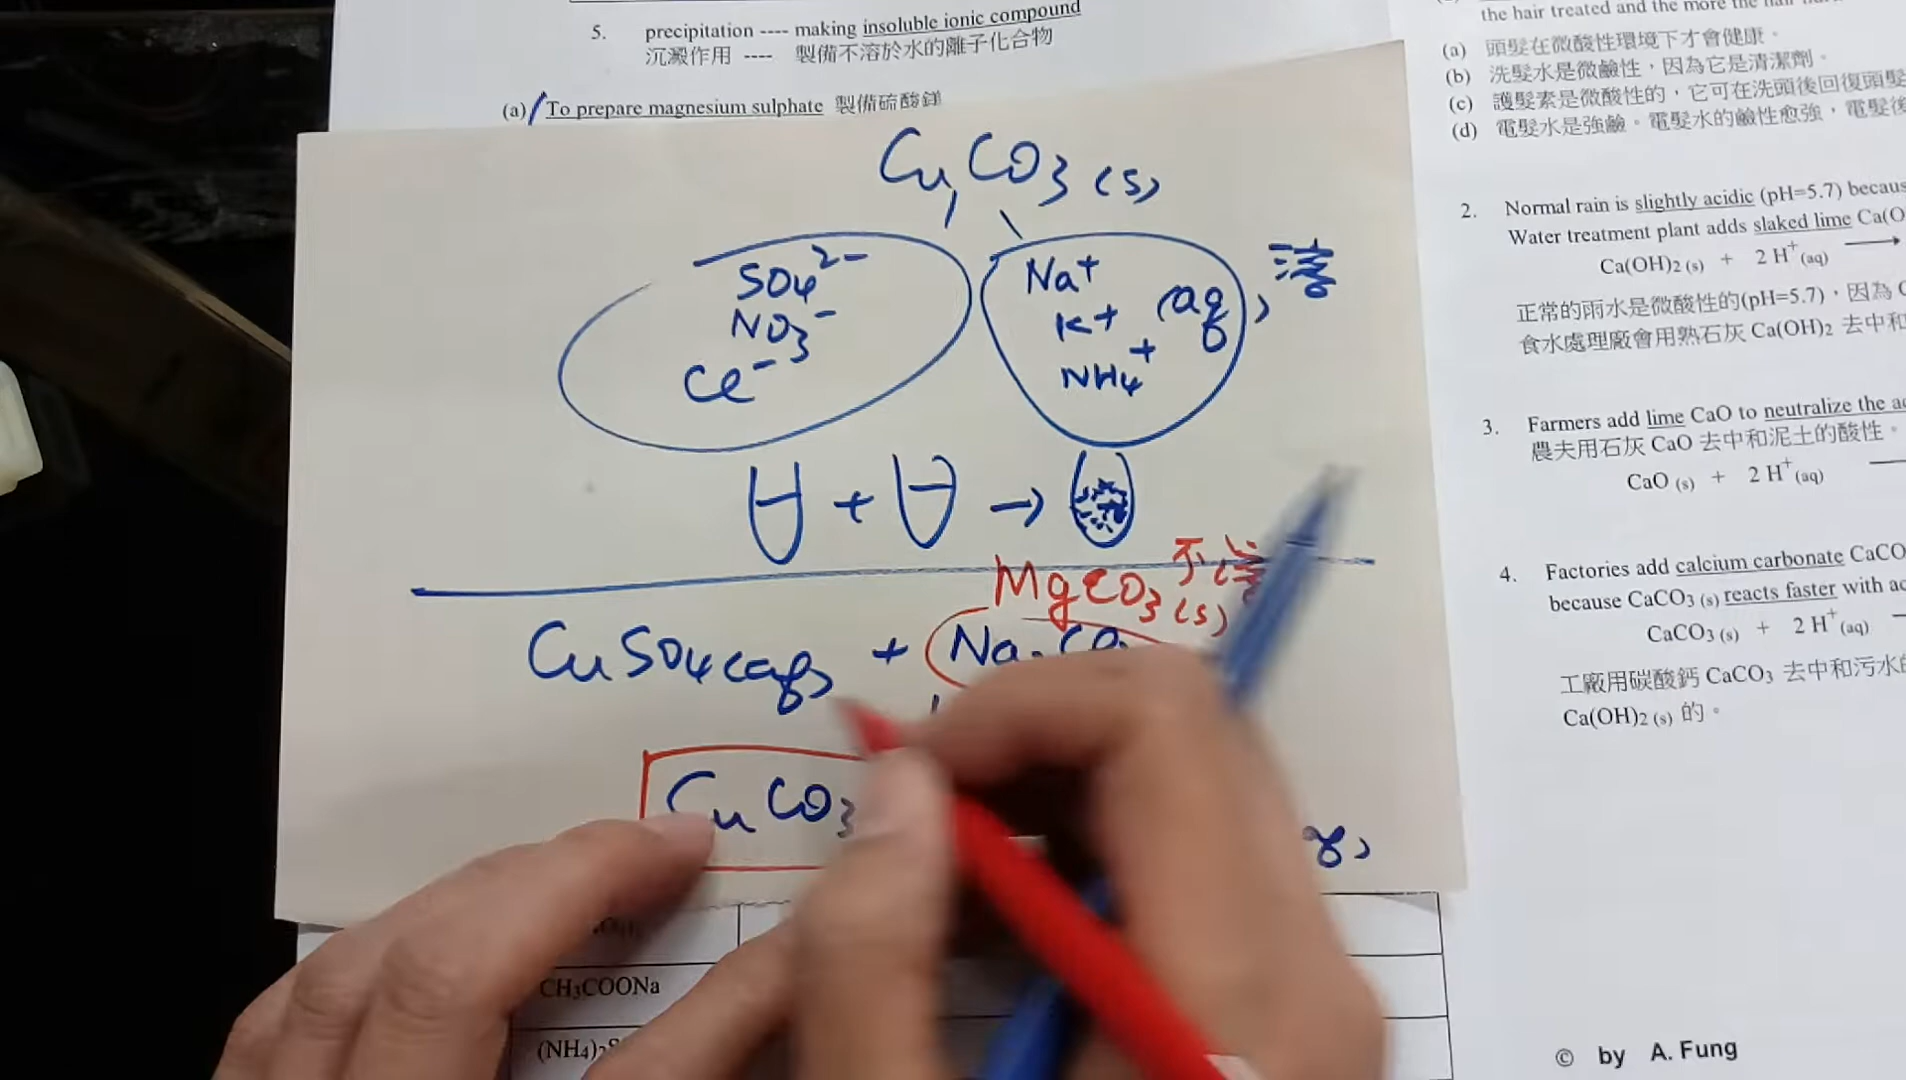 5. precipitation ---- making insoluble ionic compound
沉澱作用 ---- 製備不溶於水的離子化合物
(a) To prepare magnesium sulphate 製備硫酸鎂
CuCO3(s)
SO4 2-
NO3 -
Cl-
Na+
K+
NH4 +
(aq)
溶
+ →
MgCO3(s)
不溶
CuSO4(aq) +
CuCO3
CH3COONa
the hair treated and the more the hair
(a) 頭髮在微酸性環境下才會健康。
(b) 洗髮水是微鹼性，因為它是清潔劑。
(c) 護髮素是微酸性的，它可在洗頭後回復頭髮
(d) 電髮水是強鹼。電髮水的鹼性愈強，電髮後
2. Normal rain is slightly acidic (pH=5.7)
Water treatment plant adds slaked lime
Ca(OH)2 (s) + 2 H+(aq) →
正常的雨水是微酸性的(pH=5.7)，因為
食水處理廠會用熟石灰 Ca(OH)2 去中和
3. Farmers add lime CaO to neutralize the
農夫用石灰 CaO 去中和泥土的酸性。
CaO (s) + 2 H+(aq)
4. Factories add calcium carbonate
because CaCO3 (s) reacts faster with
CaCO3 (s) + 2 H+(aq)
工廠用碳酸鈣 CaCO3 去中和污水
Ca(OH)2 (s) 的。
© by A. Fung